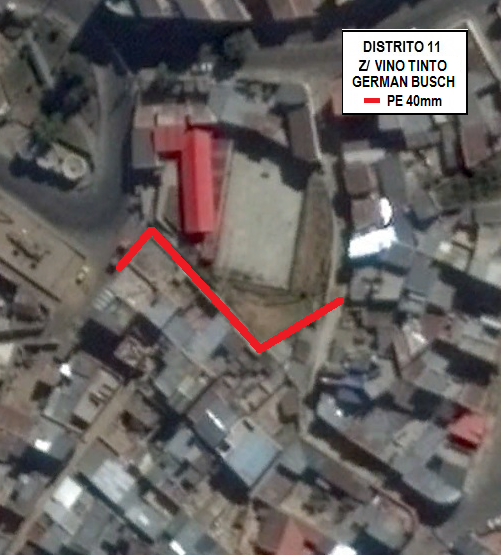 DISTRITO 11
Z/ VINO TINTO
GERMAN BUSCH
PE 40mm